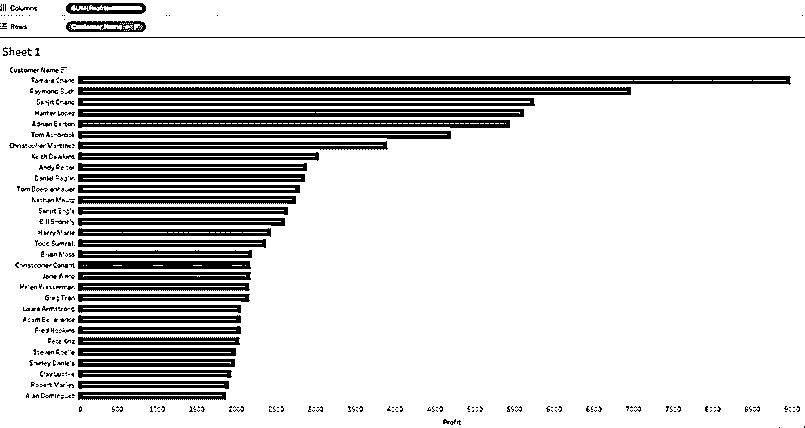 Columns SUM(Profit)
Rows
Sheet 1
Customer Name
Tamara Chand
Raymond Buch
Sanjit Chand
Hunter Lopez
Adrian Barton
Tom Ashbrook
Christopher Martinez
Keith Dawkins
Andy Reiter
Daniel Raglin
Tom Boeckenhauer
Nathan Mautz
Sanjit Engle
Bill Shonely
Harry Marie
Todd Sumrall
Brian Moss
Christopher Conant
Jane Waco
Helen Wasserman
Greg Tran
Laura Armstrong
Adam Bellavance
Fred Hopkins
Pete Kriz
Steven Roelle
Shirley Daniels
Clay Ludtke
Robert Marley
Alan Dominguez
0 500 1000 1500 2000 2500 3000 3500 4000 4500 5000 5500 6000 6500 7000 7500 8000 8500 9000
Profit